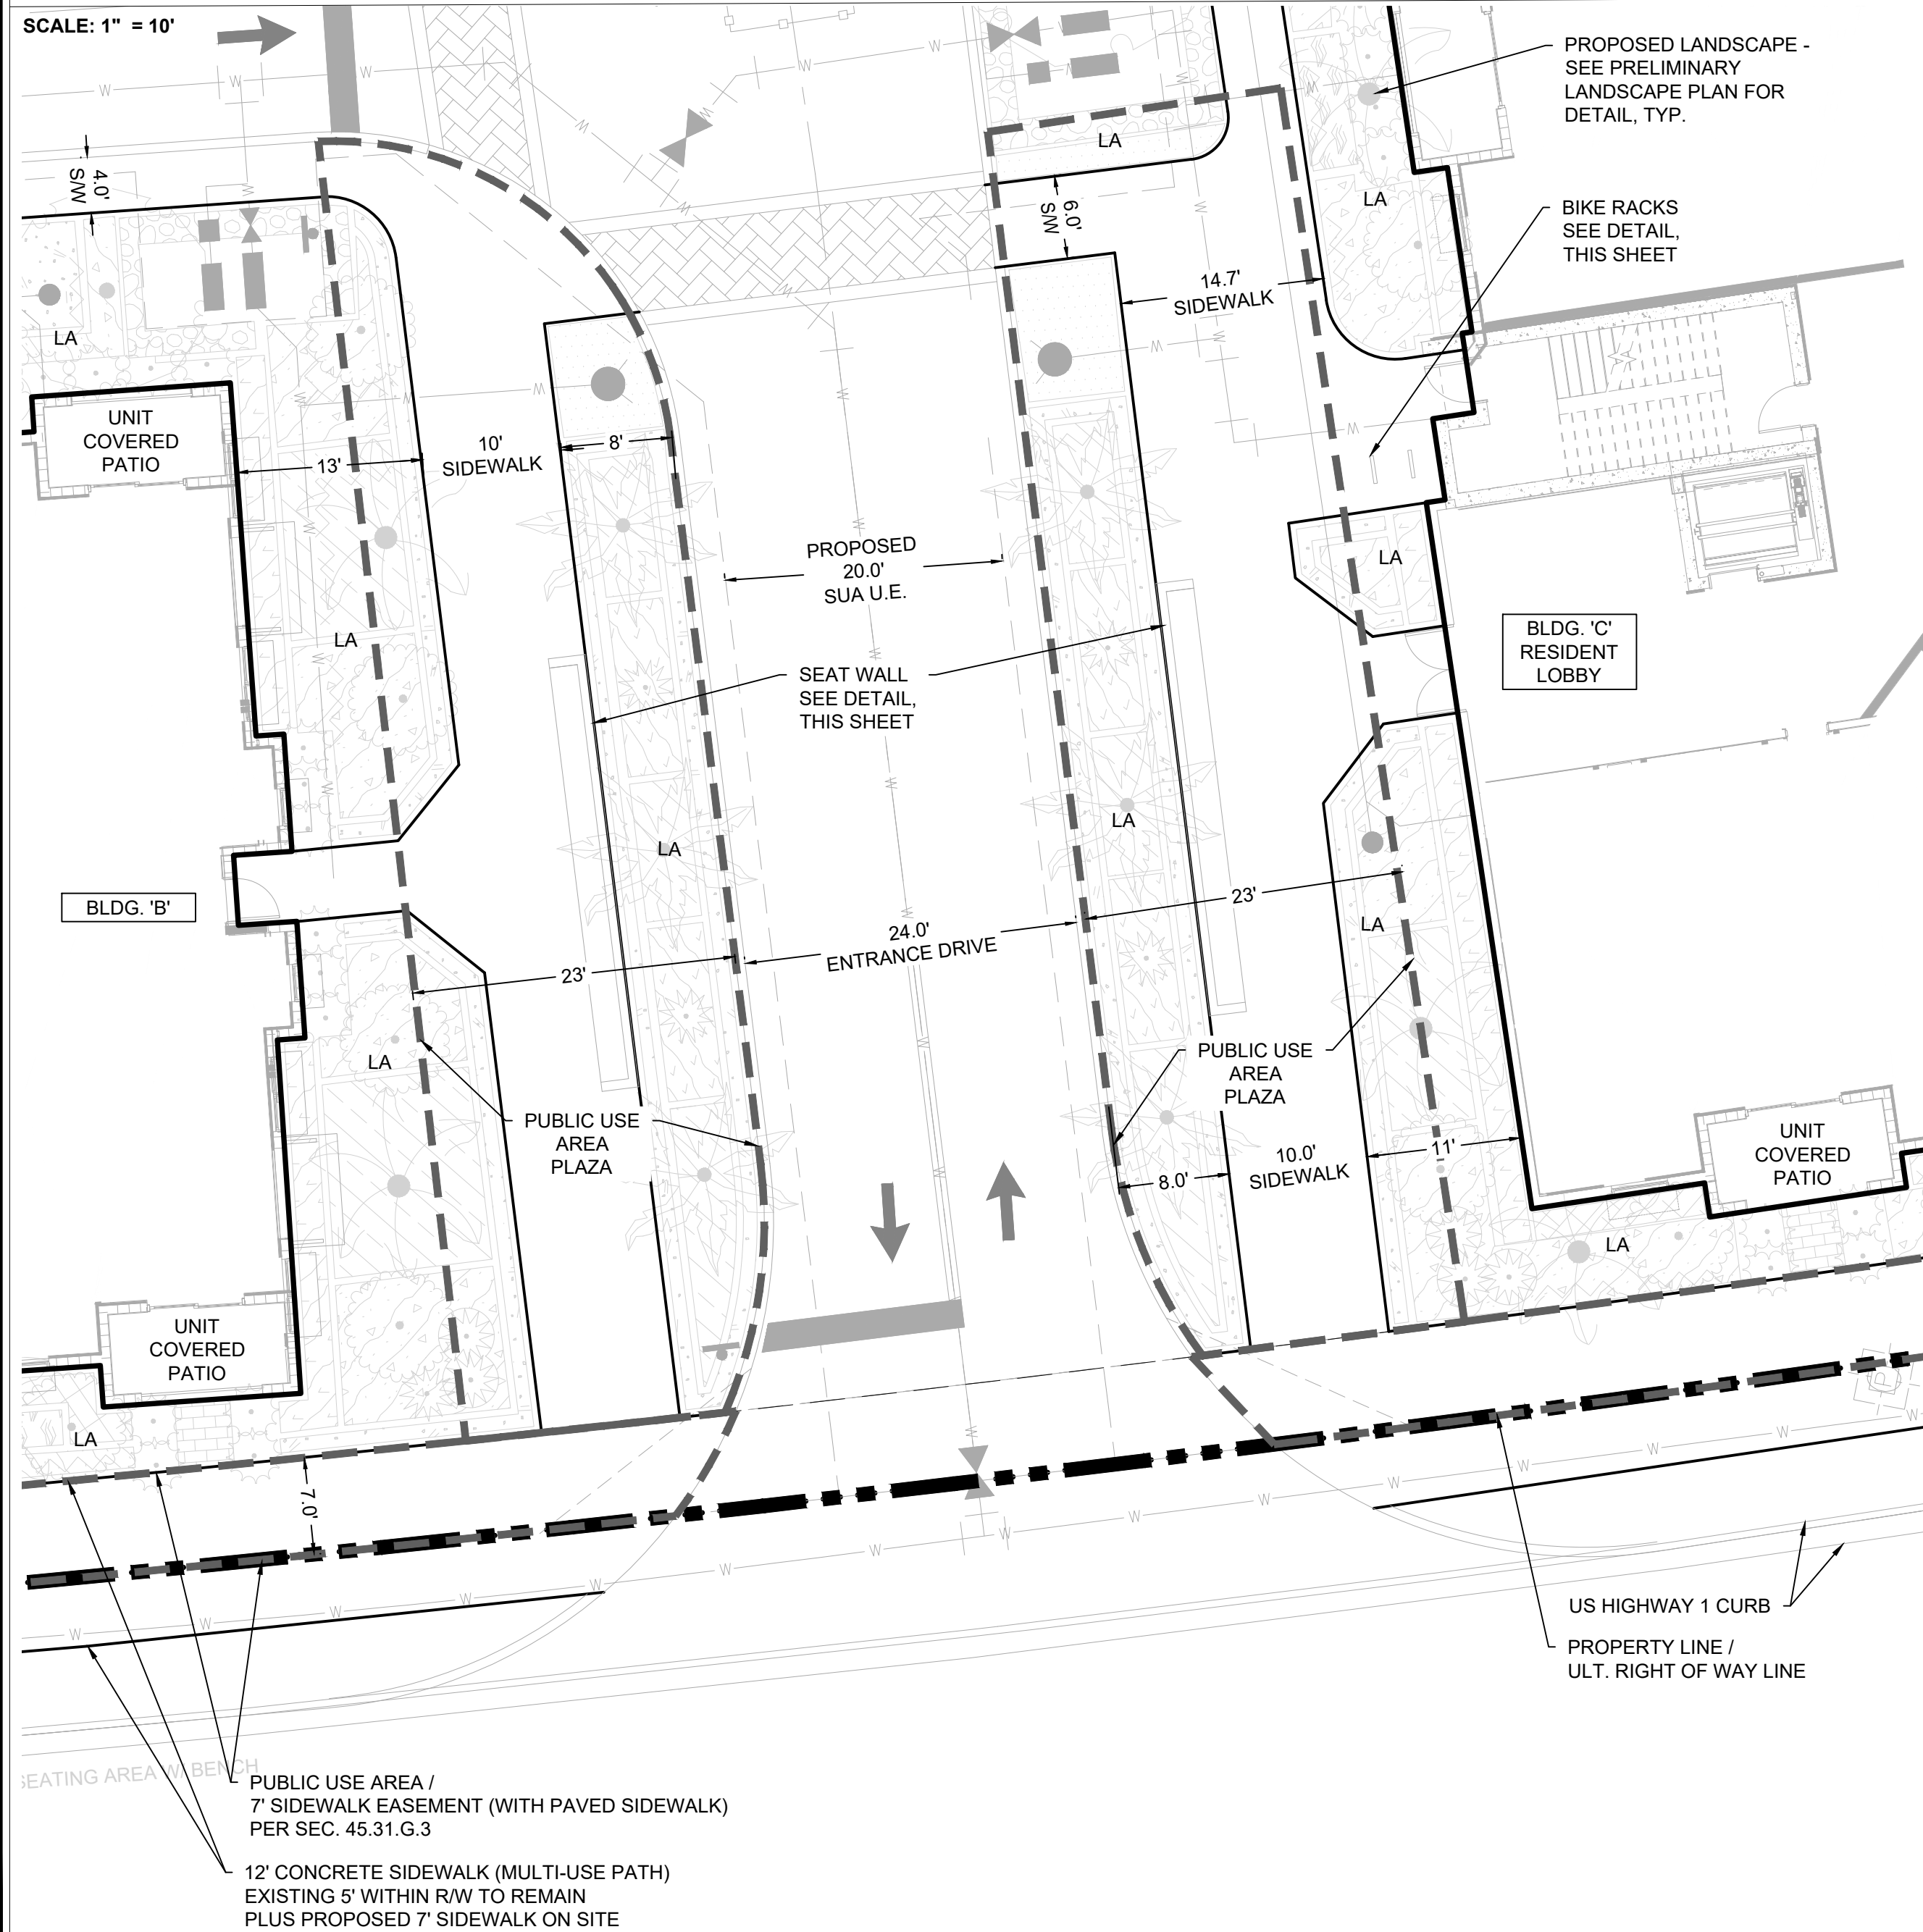 SCALE: 1" = 10'
PROPOSED LANDSCAPE -
SEE PRELIMINARY
LANDSCAPE PLAN FOR
DETAIL, TYP.
4.0'
S/W
LA
6.0'
S/W
LA
BIKE RACKS
SEE DETAIL,
THIS SHEET
14.7'
SIDEWALK
LA
UNIT
COVERED
PATIO
13'
10'
SIDEWALK
8'
PROPOSED
20.0'
SUA U.E.
LA
BLDG. 'C'
RESIDENT
LOBBY
LA
SEAT WALL
SEE DETAIL,
THIS SHEET
LA
LA
BLDG. 'B'
23'
LA
24.0'
ENTRANCE DRIVE
23'
LA
PUBLIC USE
AREA
PLAZA
PUBLIC USE
AREA
PLAZA
8.0'
10.0'
SIDEWALK
11'
UNIT
COVERED
PATIO
LA
UNIT
COVERED
PATIO
LA
7.0'
US HIGHWAY 1 CURB
PROPERTY LINE /
ULT. RIGHT OF WAY LINE
SEATING AREA W/ BENCH
PUBLIC USE AREA /
7' SIDEWALK EASEMENT (WITH PAVED SIDEWALK)
PER SEC. 45.31.G.3
12' CONCRETE SIDEWALK (MULTI-USE PATH)
EXISTING 5' WITHIN R/W TO REMAIN
PLUS PROPOSED 7' SIDEWALK ON SITE